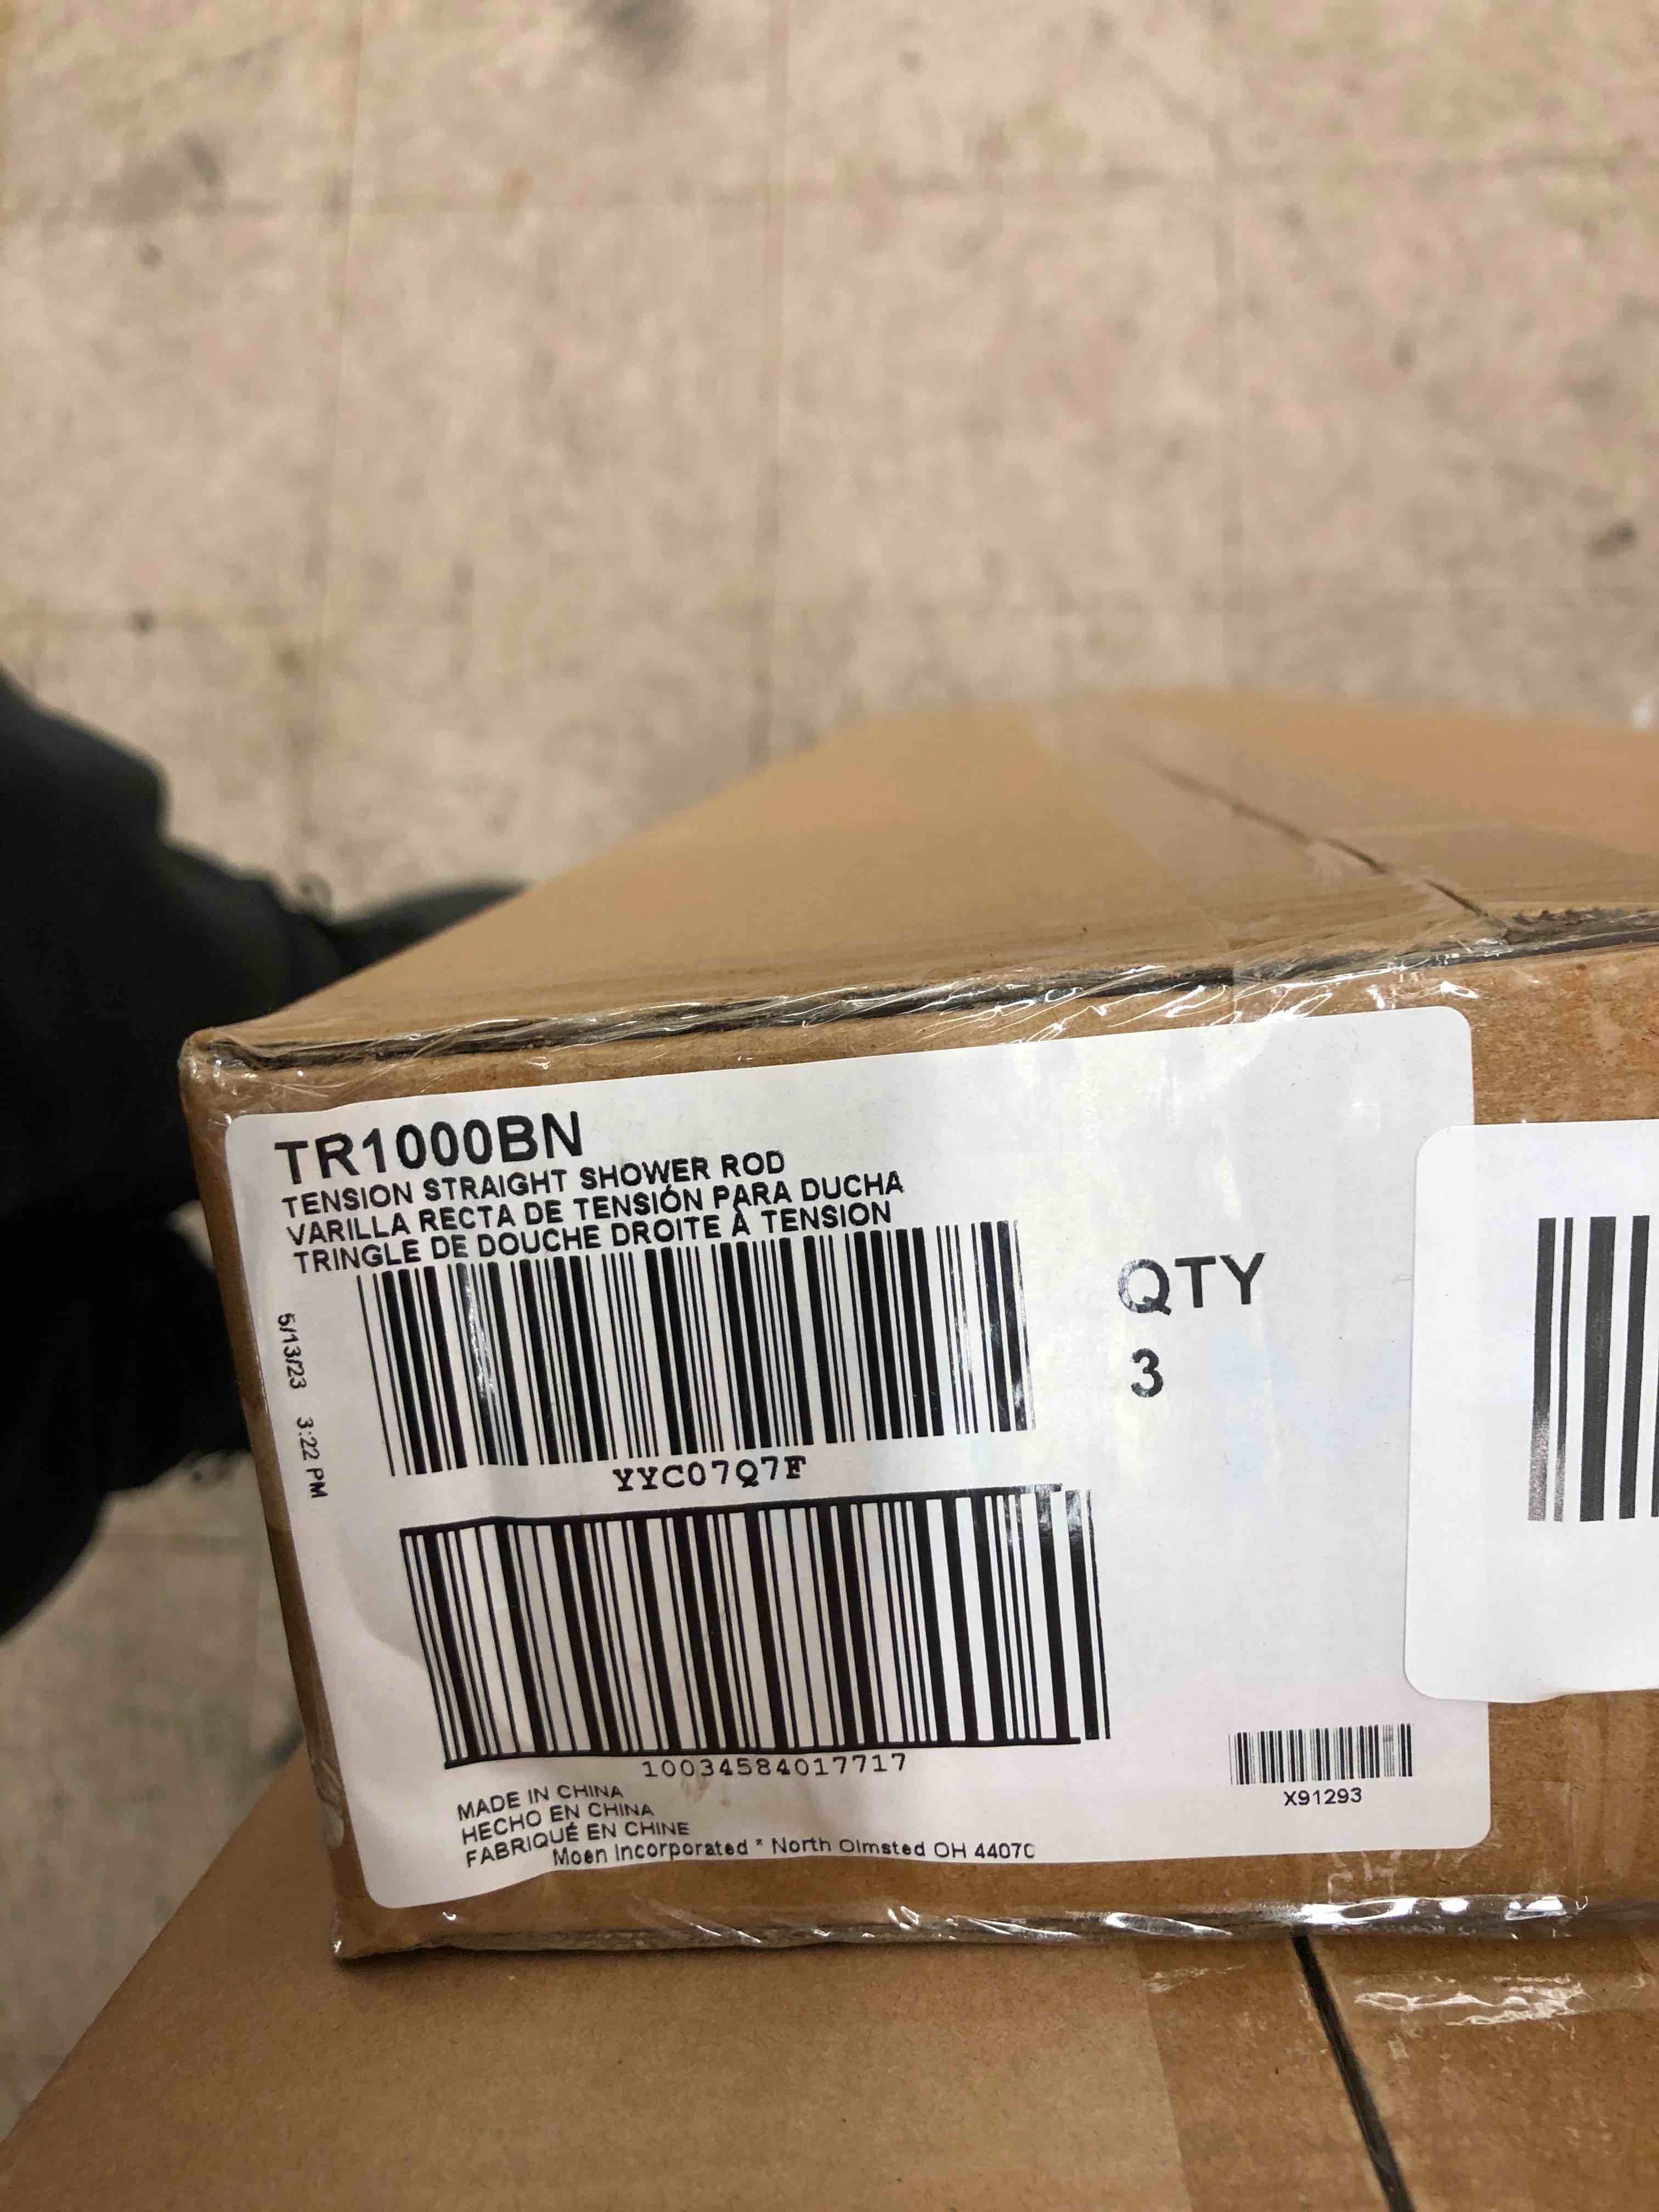 TR1000BN
TENSION STRAIGHT SHOWER ROD
VARILLA RECTA DE TENSIÓN PARA DUCHA
TRINGLE DE DOUCHE DROITE À TENSION
5/13/23 3:22 PM
QTY
3
YYC07Q7F
10034584017717
X91293
MADE IN CHINA
HECHO EN CHINA
FABRIQUÉ EN CHINE
Moen Incorporated * North Olmsted OH 44070